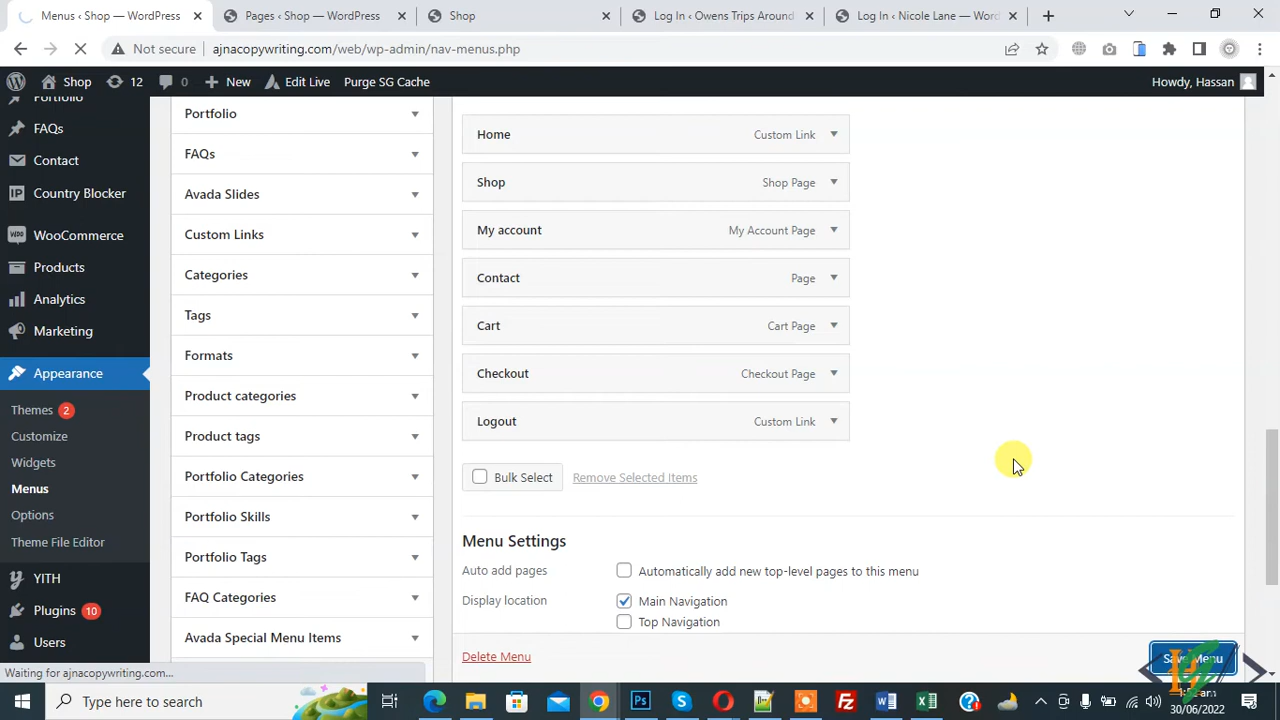 Menus < Shop — WordPress
Pages < Shop — WordPress
Shop
Log In ‹ Owens Trips Around
Log In ‹ Nicole Lane — Word
Not secure
ajnacopywriting.com/web/wp-admin/nav-menus.php
Shop
12
New
Edit Live
Purge SG Cache
Howdy, Hassan
Portfolio
FAQs
Contact
Country Blocker
WooCommerce
Products
Analytics
Marketing
Appearance
Themes 2
Customize
Widgets
Menus
Options
Theme File Editor
YITH
Plugins 10
Users
Portfolio
FAQs
Avada Slides
Custom Links
Categories
Tags
Formats
Product categories
Product tags
Portfolio Categories
Portfolio Skills
Portfolio Tags
FAQ Categories
Avada Special Menu Items
Home Custom Link
Shop Shop Page
My account My Account Page
Contact Page
Cart Cart Page
Checkout Checkout Page
Logout Custom Link
Bulk Select Remove Selected Items
Menu Settings
Auto add pages Automatically add new top-level pages to this menu
Display location Main Navigation
Top Navigation
Delete Menu
Save Menu
Waiting for ajnacopywriting.com...
Type here to search
30/06/2022